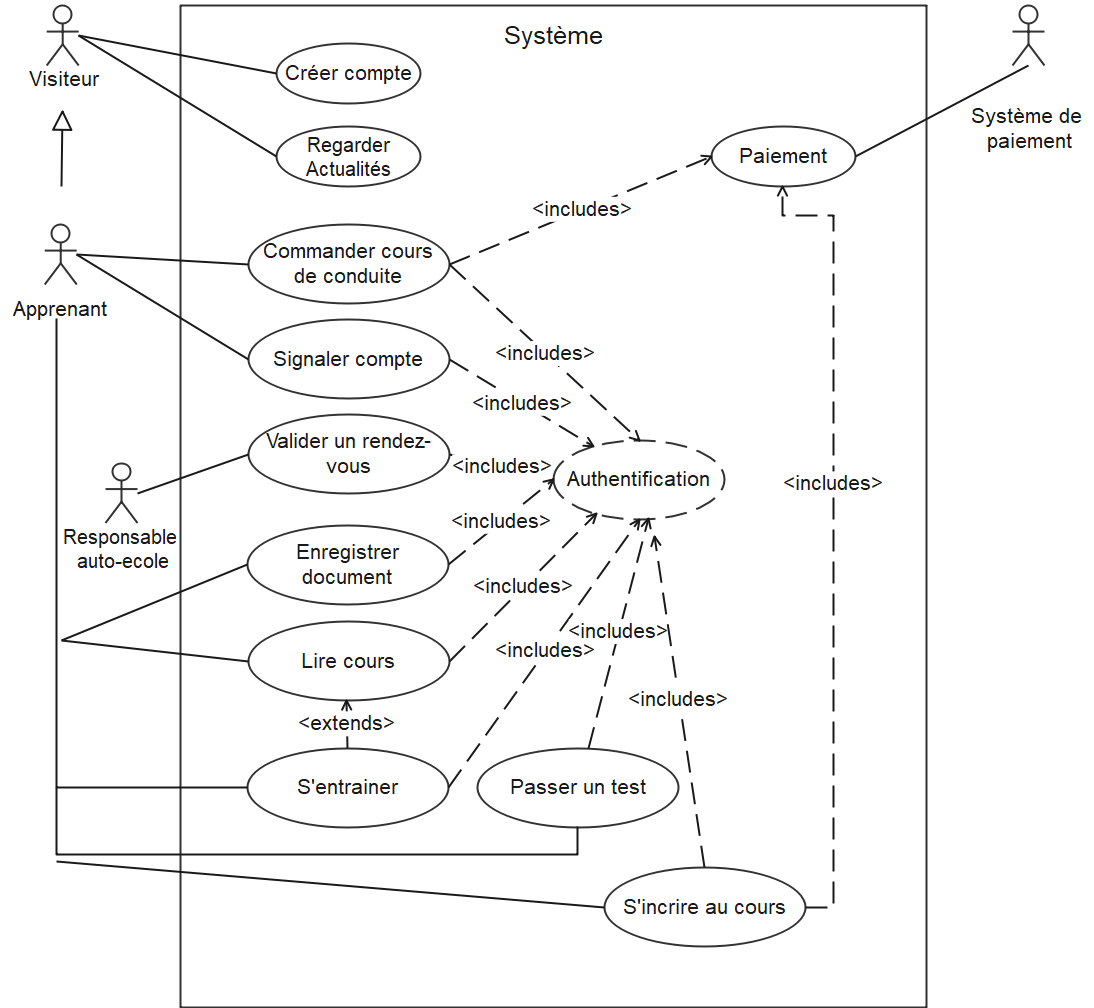 Système
Visiteur
Créer compte
Regarder
Actualités
Système de
paiement
Paiement
<includes>
Commander cours
de conduite
Apprenant
<includes>
Signaler compte
<includes>
Valider un rendez-
vous
<includes>
Authentification
<includes>
Responsable
auto-ecole
<includes>
Enregistrer
document
<includes>
<includes>
<includes>
Lire cours
<includes>
<extends>
S'entrainer
Passer un test
S'incrire au cours